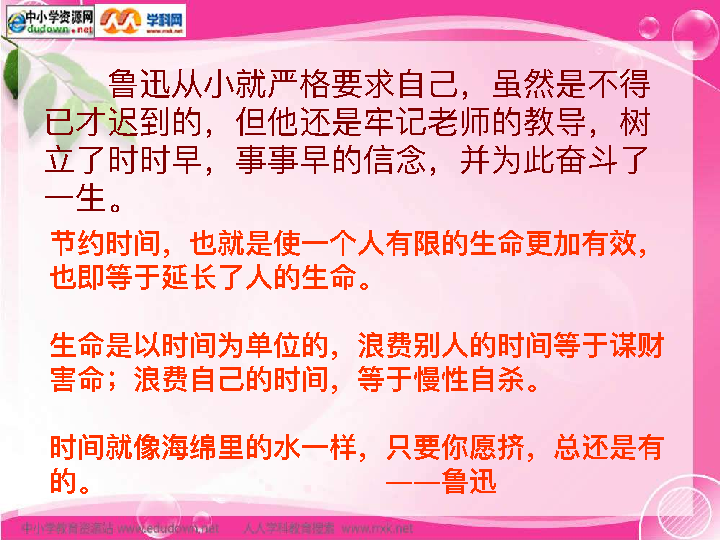 中小学资源网
edudown.net
学科网
www.rrxk.net
鲁迅从小就严格要求自己，虽然是不得
已才迟到的，但他还是牢记老师的教导，树
立了时时早，事事早的信念，并为此奋斗了
一生。
节约时间，也就是使一个人有限的生命更加有效，
也即等于延长了人的生命。
生命是以时间为单位的，浪费别人的时间等于谋财
害命；浪费自己的时间，等于慢性自杀。
时间就像海绵里的水一样，只要你愿挤，总还是有
的。 ——鲁迅
中小学教育资源站 www.edudown.net 人人学科教育搜索 www.rrxk.net